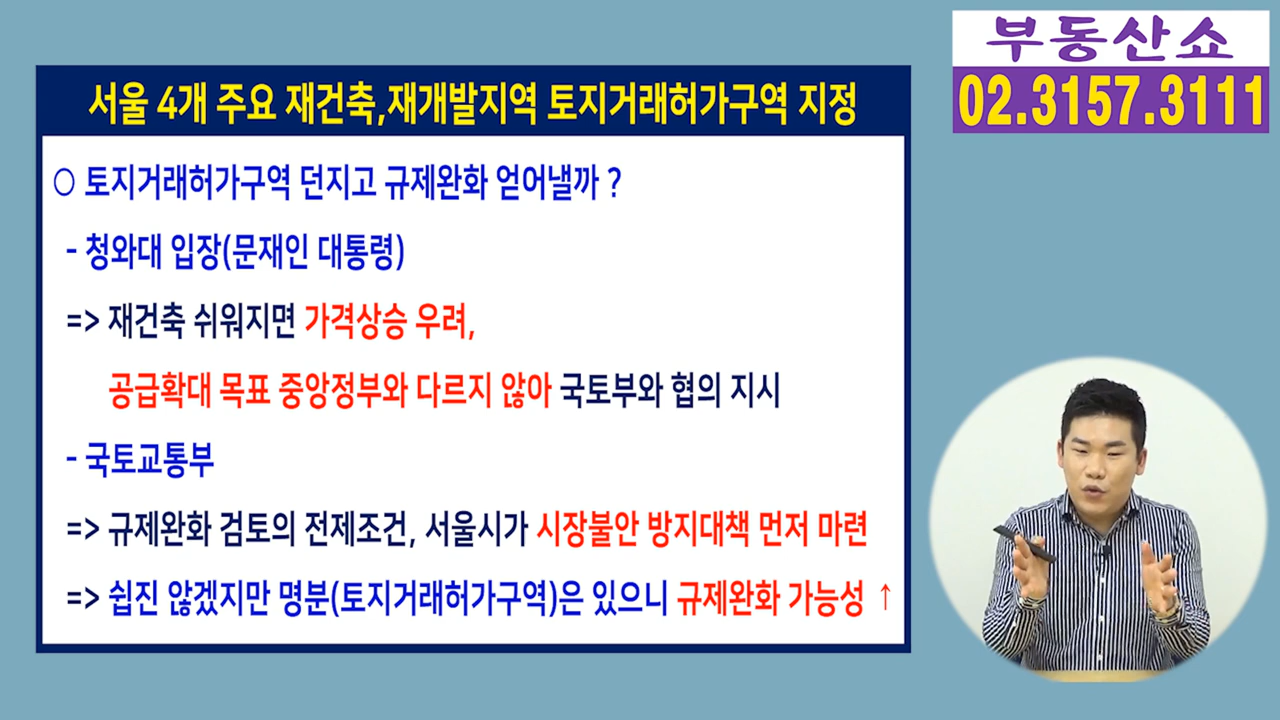 부동산쇼
02.3157.3111
서울 4개 주요 재건축,재개발지역 토지거래허가구역 지정
○ 토지거래허가구역 던지고 규제완화 얻어낼까 ?
- 청와대 입장(문재인 대통령)
=> 재건축 쉬워지면 가격상승 우려,
공급확대 목표 중앙정부와 다르지 않아 국토부와 협의 지시
- 국토교통부
=> 규제완화 검토의 전제조건, 서울시가 시장불안 방지대책 먼저 마련
=> 쉽진 않겠지만 명분(토지거래허가구역)은 있으니 규제완화 가능성 ↑